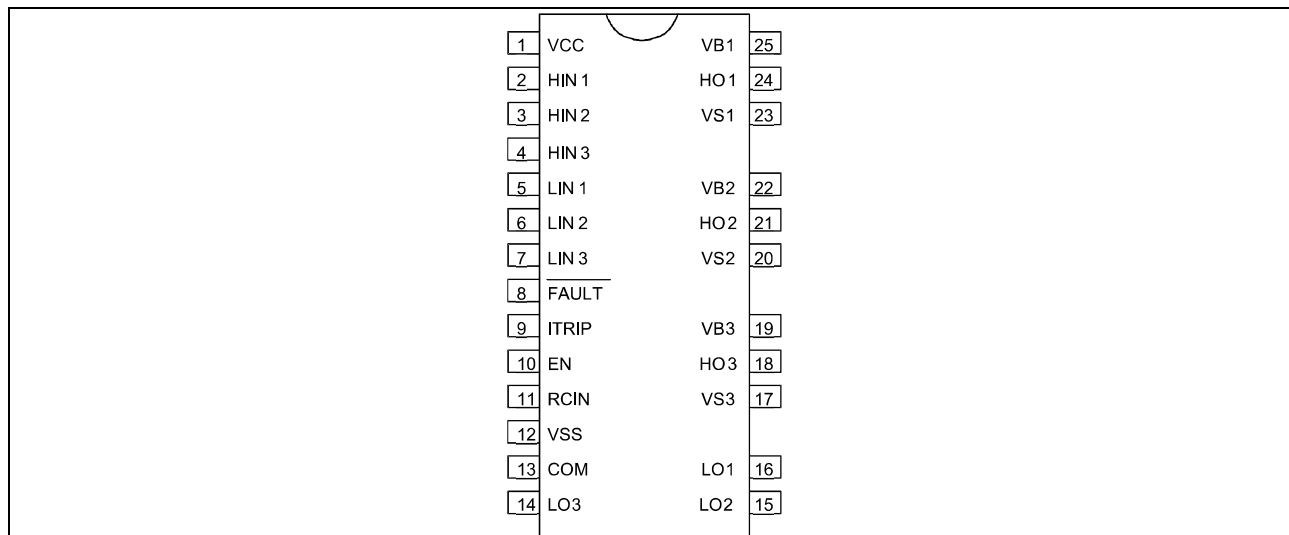 1 VCC VB1 25
2 HIN 1 HO1 24
3 HIN 2 VS1 23
4 HIN 3
5 LIN 1 VB2 22
6 LIN 2 HO2 21
7 LIN 3 VS2 20
8 FAULT
9 ITRIP VB3 19
10 EN HO3 18
11 RCIN VS3 17
12 VSS
13 COM LO1 16
14 LO3 LO2 15